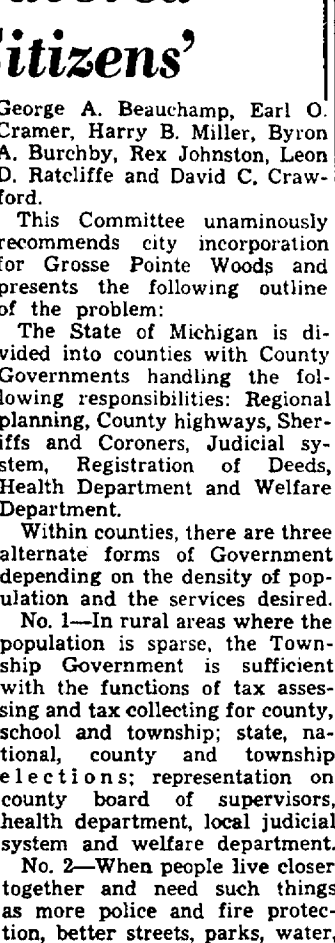 itizens'
George A. Beauchamp, Earl O.
Cramer, Harry B. Miller, Byron
A. Burchby, Rex Johnston, Leon
D. Ratcliffe and David C. Craw-
ford.
This Committee unaminously
recommends city incorporation
for Grosse Pointe Woods and
presents the following outline
of the problem:
The State of Michigan is di-
vided into counties with County
Governments handling the fol-
lowing responsibilities: Regional
planning, County highways, Sher-
iffs and Coroners, Judicial sy-
stem, Registration of Deeds,
Health Department and Welfare
Department.
Within counties, there are three
alternate forms of Government
depending on the density of pop-
ulation and the services desired.
No. 1—In rural areas where the
population is sparse, the Town-
ship Government is sufficient
with the functions of tax asses-
sing and tax collecting for county,
school and township; state, na-
tional, county and township
elections; representation on
county board of supervisors,
health department, local judicial
system and welfare department.
No. 2—When people live closer
together and need such things
as more police and fire protec-
tion, better streets, parks, water,